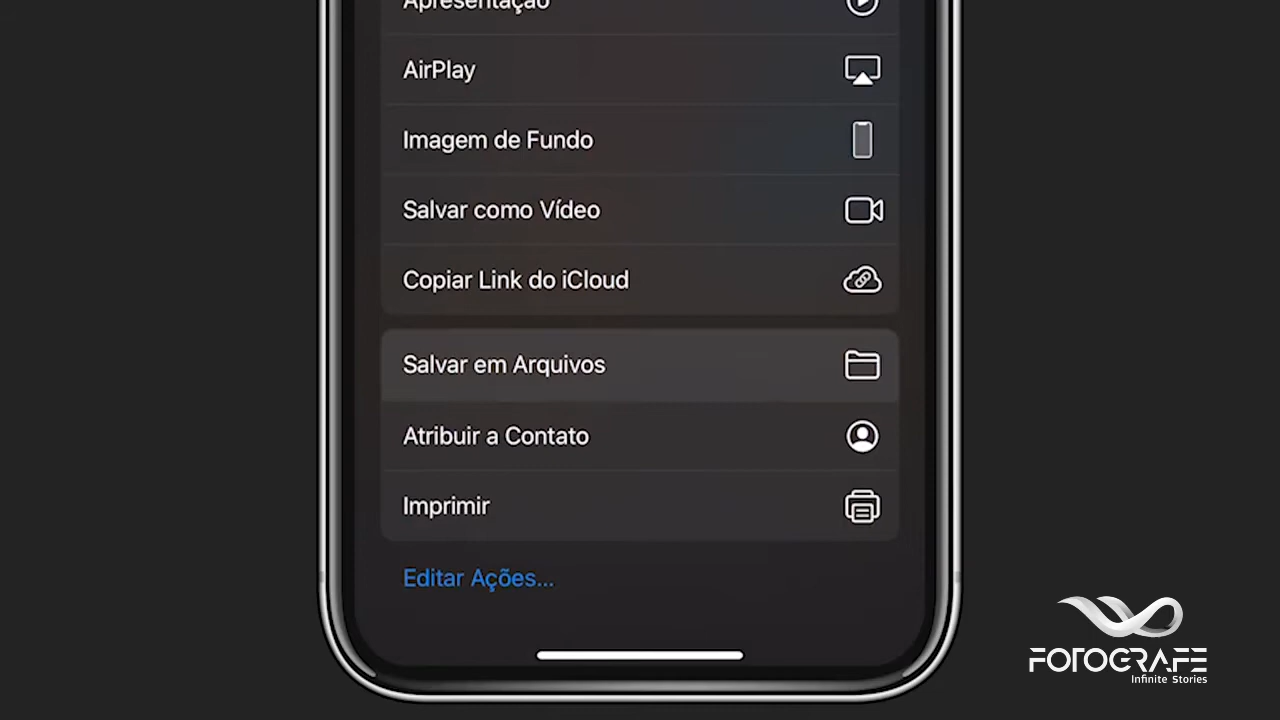 Apresentação
AirPlay
Imagem de Fundo
Salvar como Vídeo
Copiar Link do iCloud
Salvar em Arquivos
Atribuir a Contato
Imprimir
Editar Ações...
FOTOGRAFE
Infinite Stories